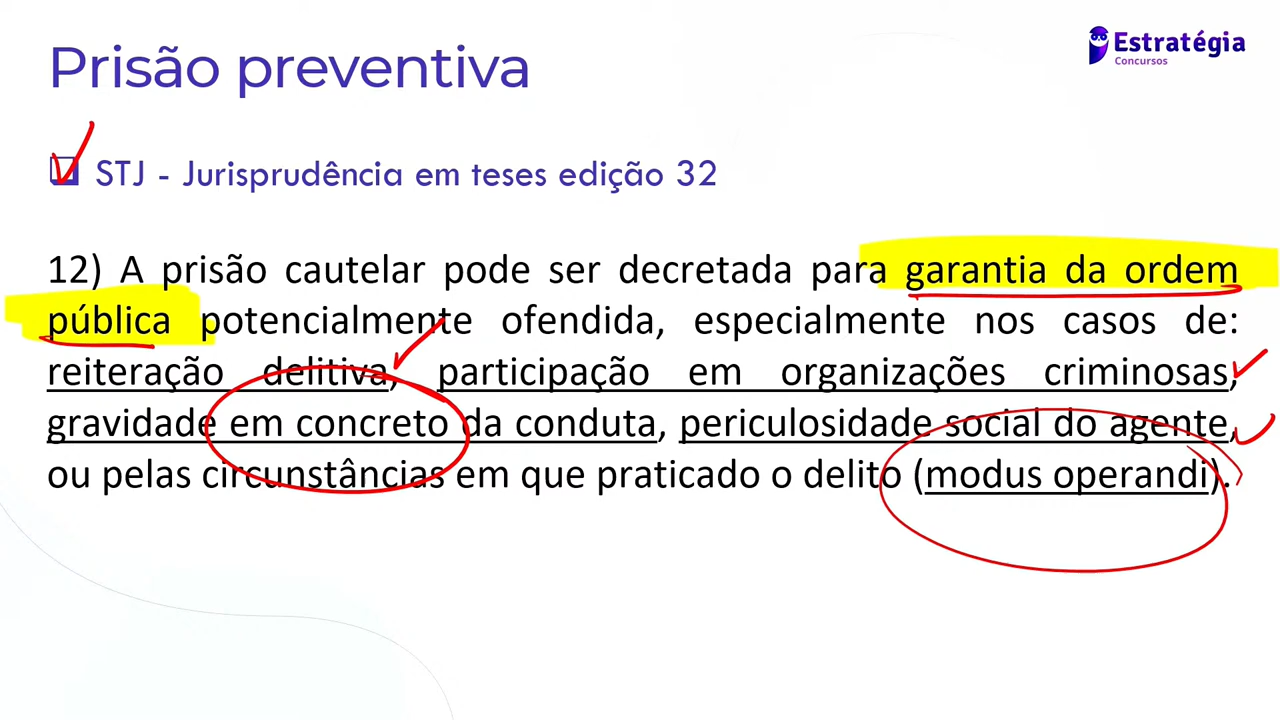 Prisão preventiva
Estratégia
Concursos
STJ - Jurisprudência em teses edição 32
12) A prisão cautelar pode ser decretada para garantia da ordem
pública potencialmente ofendida, especialmente nos casos de:
reiteração delitiva, participação em organizações criminosas,
gravidade em concreto da conduta, periculosidade social do agente,
ou pelas circunstâncias em que praticado o delito (modus operandi).